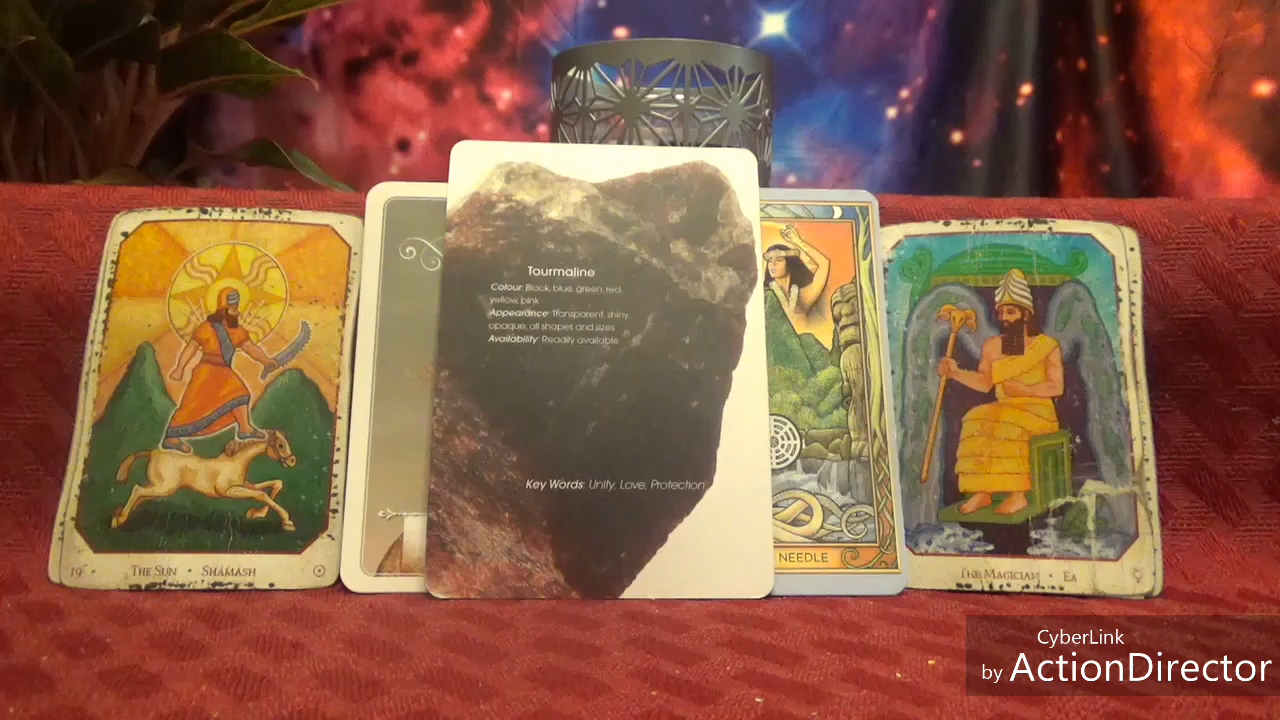 Tourmaline
Colour: Black, blue, green, red,
yellow, pink
Appearance: Transparent, shiny,
opaque, all shapes and sizes
Availability: Readily available
Key Words: Unity, Love, Protection
19 • THE SUN • SHAMASH
NEEDLE
THE MAGICIAN • EA
CyberLink
by ActionDirector